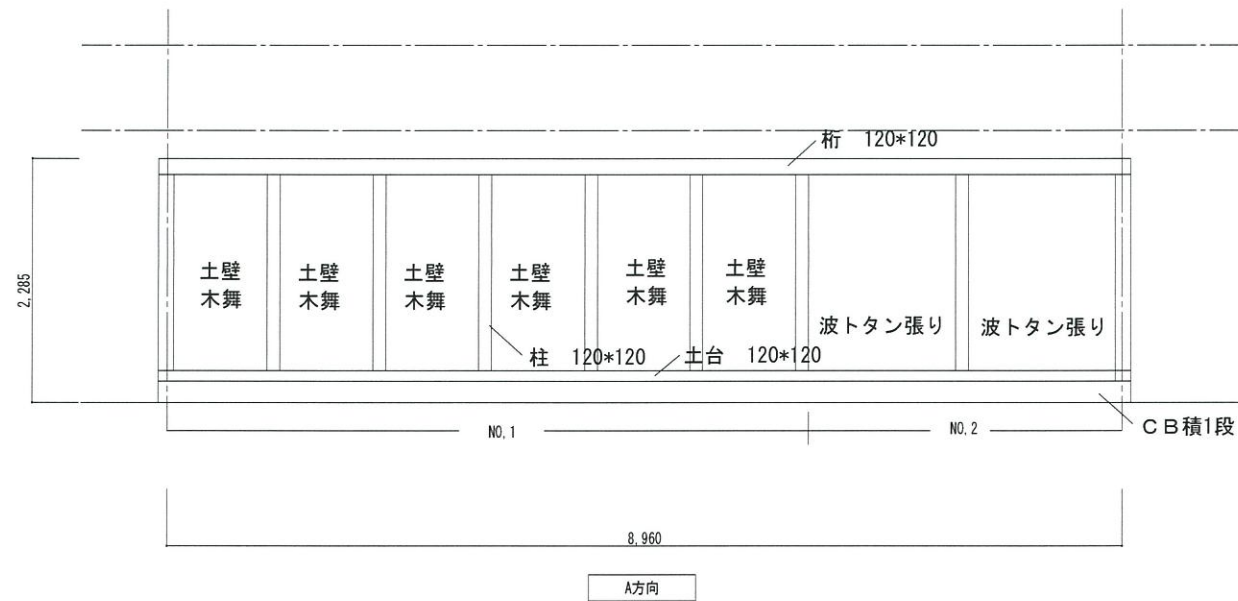 桁 120*120
2,285
土壁
木舞
土壁
木舞
土壁
木舞
土壁
木舞
土壁
木舞
土壁
木舞
波トタン張り
波トタン張り
柱 120*120
土台 120*120
NO,1
NO,2
CB積1段
8,960
A方向